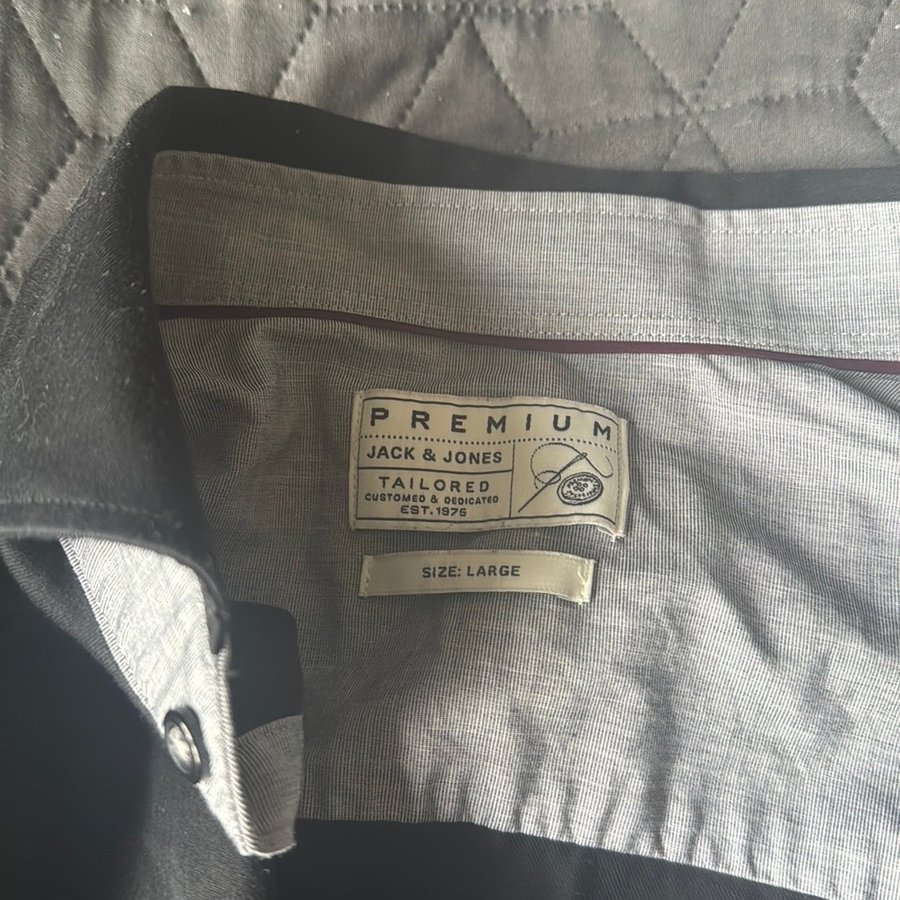 PREMIUM
JACK & JONES
TAILORED
CUSTOMED & DEDICATED
EST. 1975
SIZE: LARGE